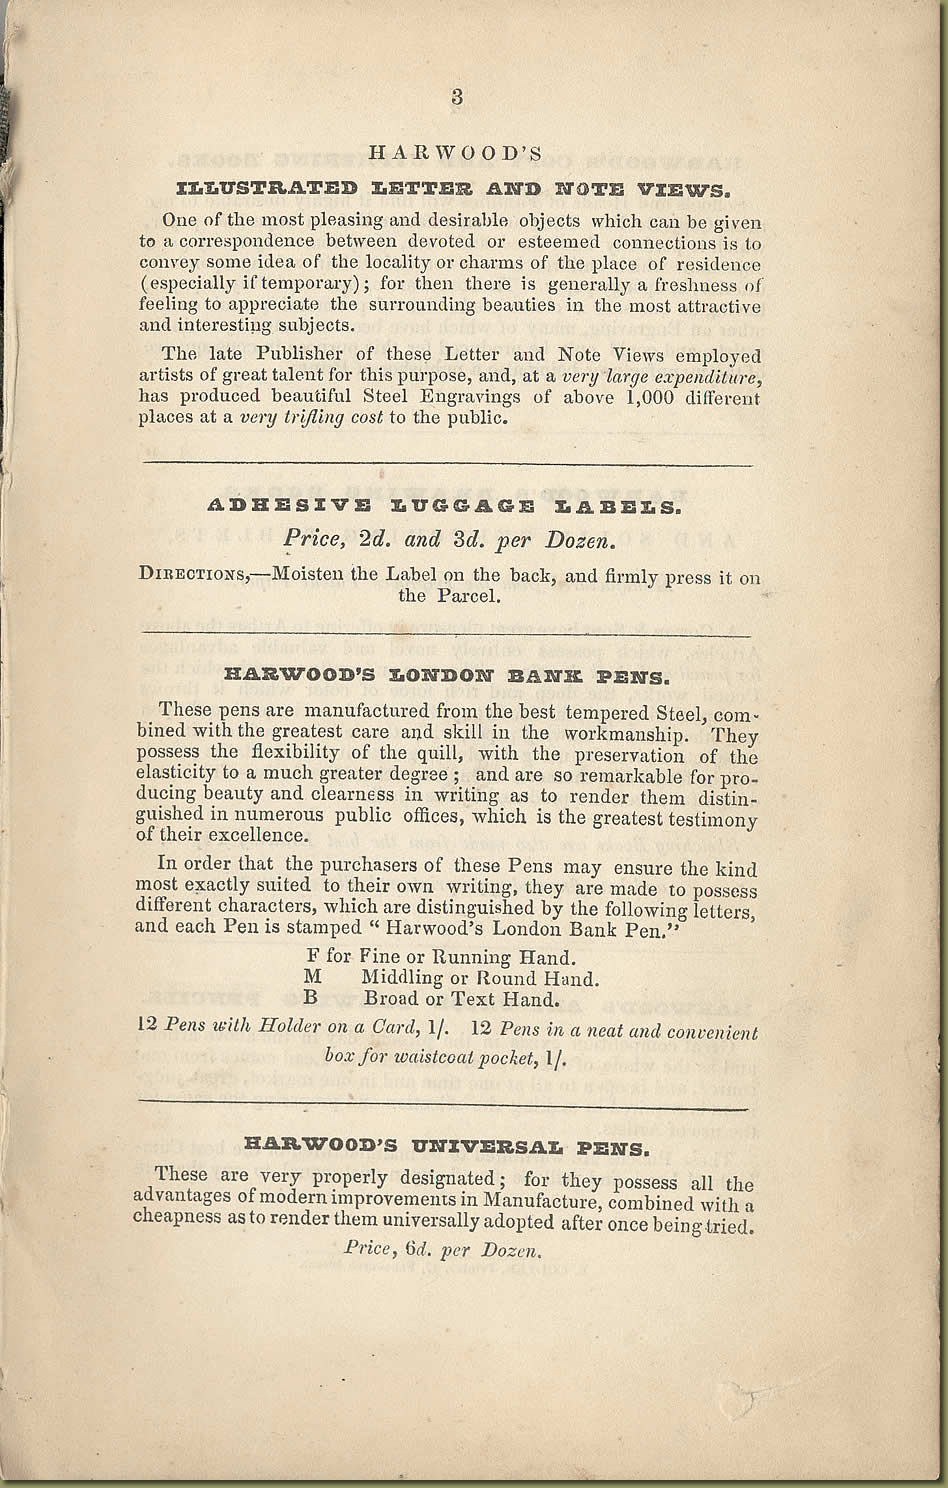 3
HARWOOD'S
ILLUSTRATED LETTER AND NOTE VIEWS.
One of the most pleasing and desirable objects which can be given
to a correspondence between devoted or esteemed connections is to
convey some idea of the locality or charms of the place of residence
(especially if temporary); for then there is generally a freshness of
feeling to appreciate the surrounding beauties in the most attractive
and interesting subjects.
The late Publisher of these Letter and Note Views employed
artists of great talent for this purpose, and, at a very large expenditure,
has produced beautiful Steel Engravings of above 1,000 different
places at a very trifling cost to the public.
ADHESIVE LUGGAGE LABELS.
Price, 2d. and 3d. per Dozen.
DIRECTIONS,—Moisten the Label on the back, and firmly press it on
the Parcel.
HARWOOD'S LONDON BANK PENS.
These pens are manufactured from the best tempered Steel, com-
bined with the greatest care and skill in the workmanship. They
possess the flexibility of the quill, with the preservation of the
elasticity to a much greater degree; and are so remarkable for pro-
ducing beauty and clearness in writing as to render them distin-
guished in numerous public offices, which is the greatest testimony
of their excellence.
In order that the purchasers of these Pens may ensure the kind
most exactly suited to their own writing, they are made to possess
different characters, which are distinguished by the following letters,
and each Pen is stamped "Harwood's London Bank Pen."
F for Fine or Running Hand.
M Middling or Round Hand.
B Broad or Text Hand.
12 Pens with Holder on a Card, 1/. 12 Pens in a neat and convenient
box for waistcoat pocket, 1/.
HARWOOD'S UNIVERSAL PENS.
These are very properly designated; for they possess all the
advantages of modern improvements in Manufacture, combined with a
cheapness as to render them universally adopted after once being tried.
Price, 6d. per Dozen.